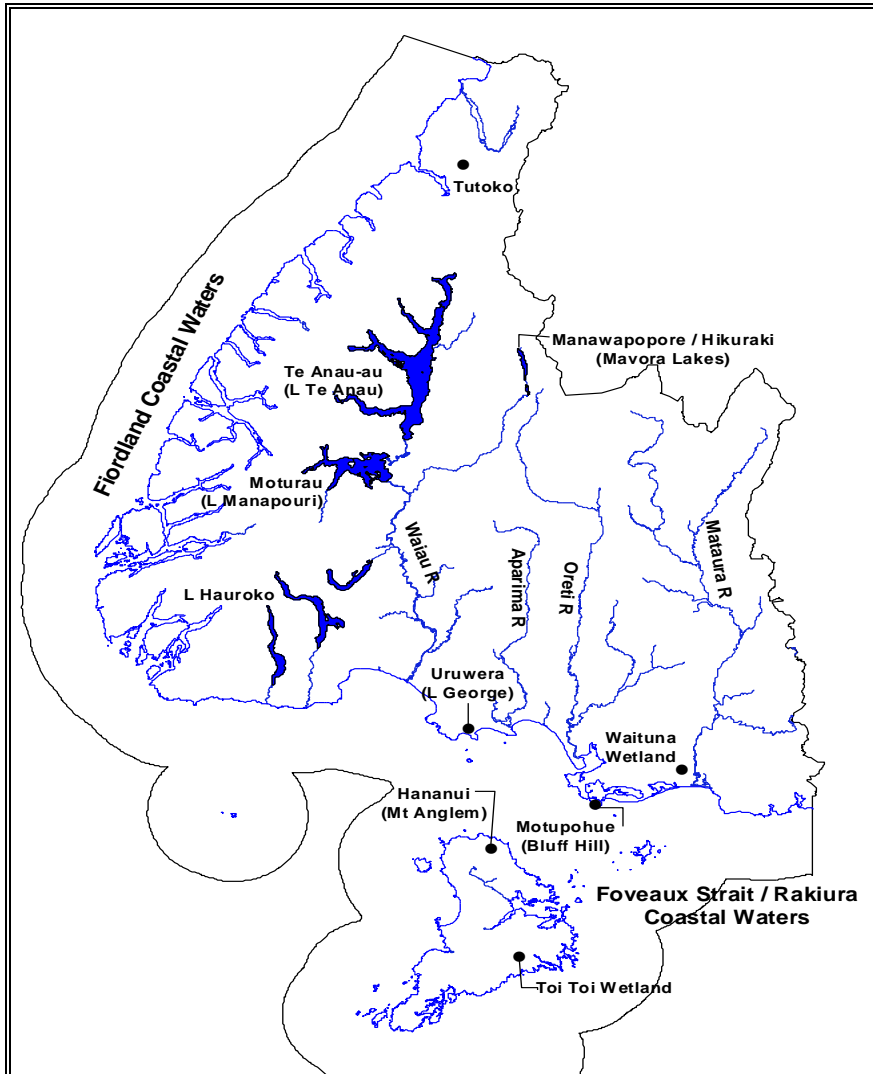 Tutoko
Fiordland Coastal Waters
Manawapopore / Hikuraki
(Mavora Lakes)
Te Anau-au
(L Te Anau)
Moturau
(L Manapouri)
Waiau R
Aparima R
Oreti R
Mataura R
L Hauroko
Uruwera
(L George)
Waituna
Wetland
Hananui
(Mt Anglem)
Motupohue
(Bluff Hill)
Foveaux Strait / Rakiura
Coastal Waters
Toi Toi Wetland